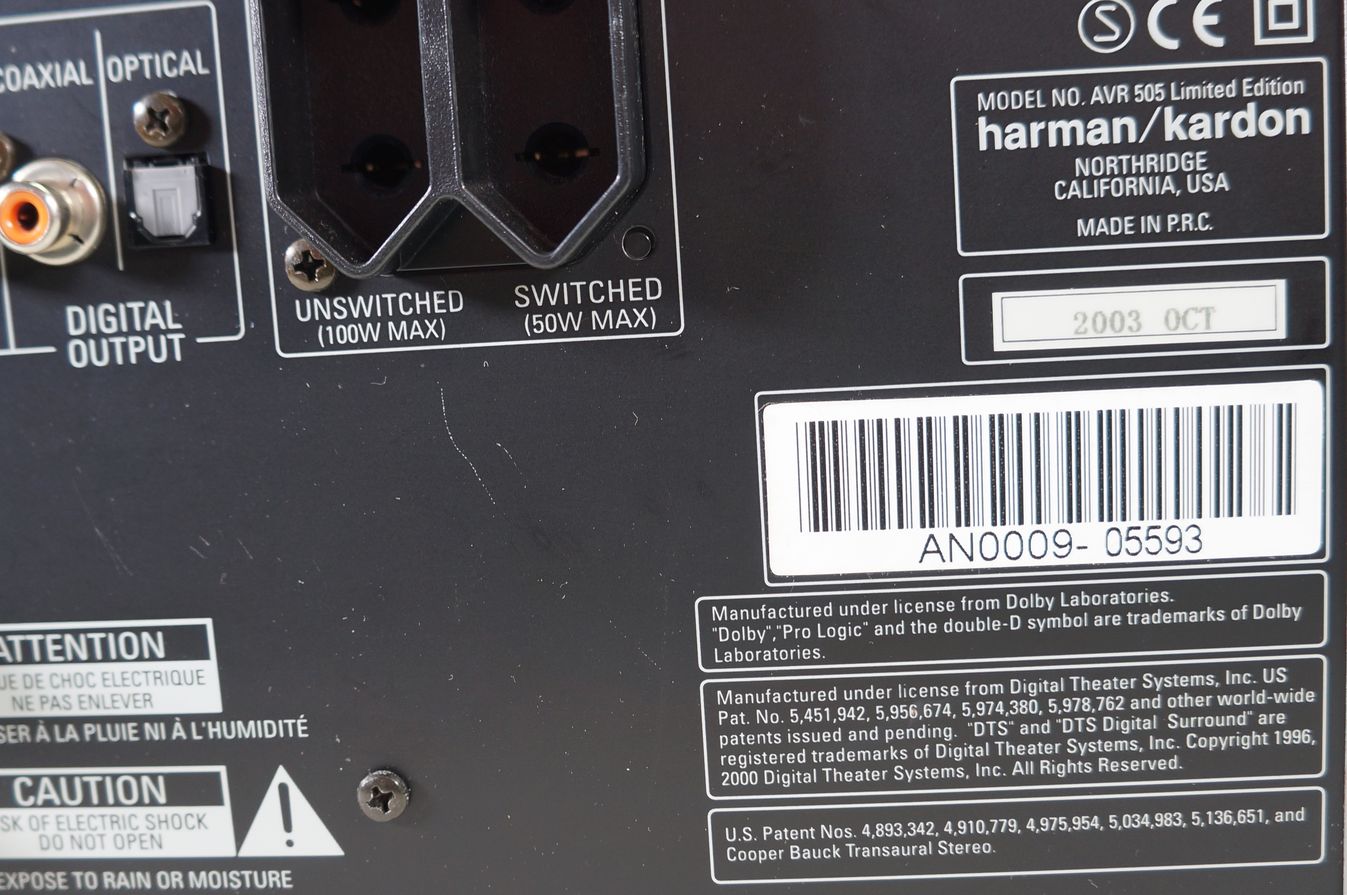 COAXIAL
OPTICAL
DIGITAL
OUTPUT
UNSWITCHED
(100W MAX)
SWITCHED
(50W MAX)
S CE
MODEL NO. AVR 505 Limited Edition
harman/kardon
NORTHRIDGE
CALIFORNIA, USA
MADE IN P.R.C.
2003 OCT
AN0009- 05593
Manufactured under license from Dolby Laboratories.
"Dolby","Pro Logic" and the double-D symbol are trademarks of Dolby
Laboratories.
Manufactured under license from Digital Theater Systems, Inc. US
Pat. No. 5,451,942, 5,956,674, 5,974,380, 5,978,762 and other world-wide
patents issued and pending. "DTS" and "DTS Digital Surround" are
registered trademarks of Digital Theater Systems, Inc. Copyright 1996,
2000 Digital Theater Systems, Inc. All Rights Reserved.
U.S. Patent Nos. 4,893,342, 4,910,779, 4,975,954, 5,034,983, 5,136,651, and
Cooper Bauck Transaural Stereo.
ATTENTION
UE DE CHOC ELECTRIQUE
NE PAS ENLEVER
SER À LA PLUIE NI À L'HUMIDITÉ
CAUTION
SK OF ELECTRIC SHOCK
DO NOT OPEN
EXPOSE TO RAIN OR MOISTURE